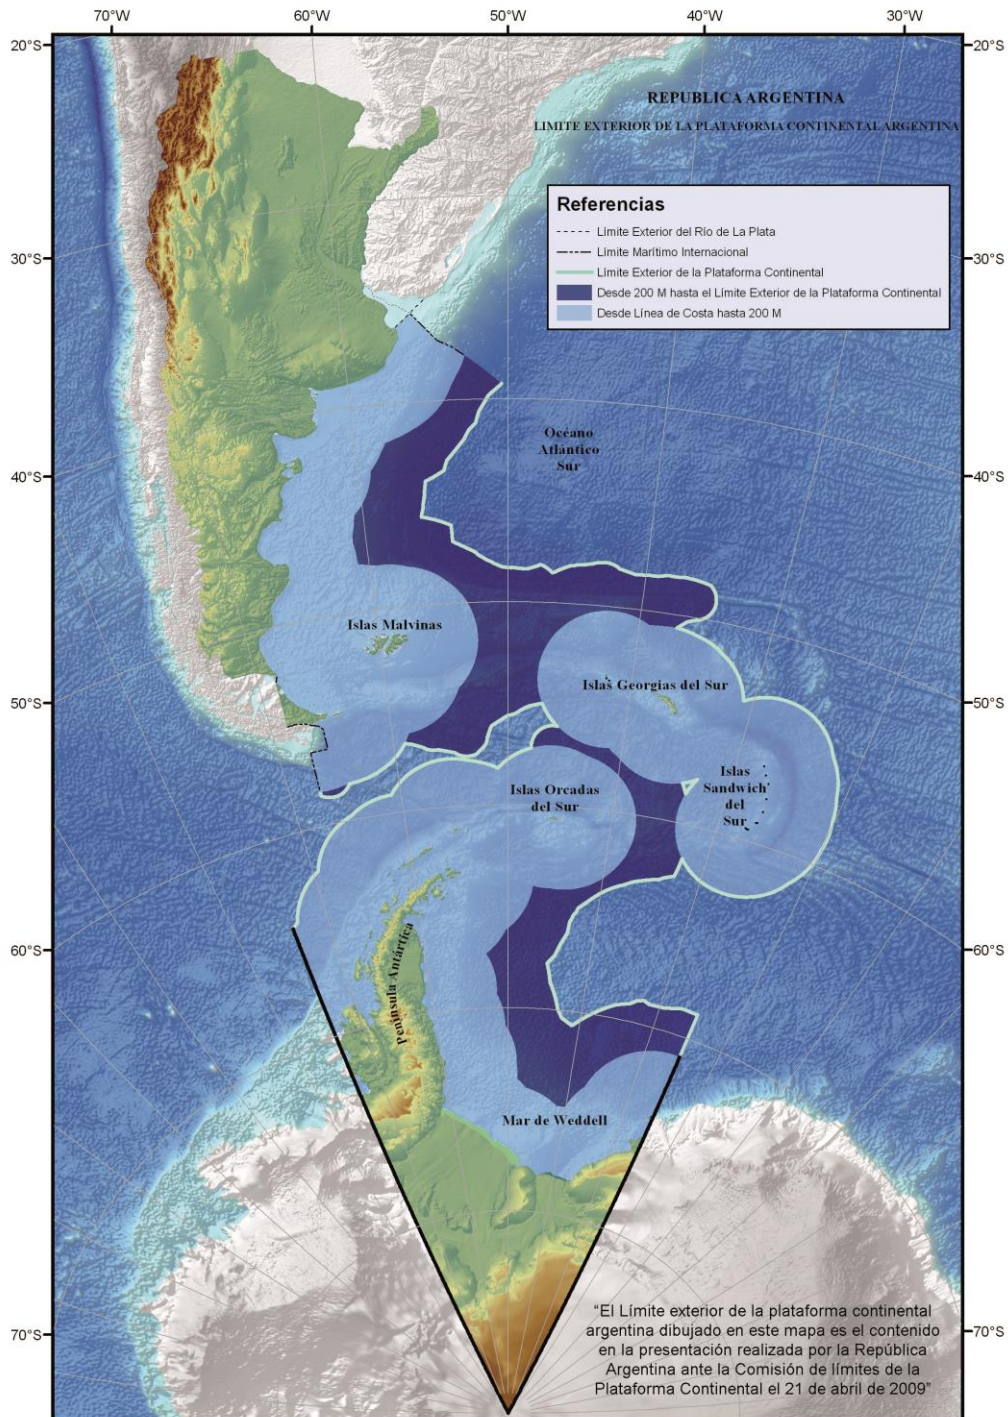 70°W
60°W
50°W
40°W
30°W
20°S
20°S
REPUBLICA ARGENTINA
LIMITE EXTERIOR DE LA PLATAFORMA CONTINENTAL ARGENTINA
Referencias
Límite Exterior del Río de La Plata
Límite Marítimo Internacional
Límite Exterior de la Plataforma Continental
Desde 200 M hasta el Límite Exterior de la Plataforma Continental
Desde Línea de Costa hasta 200 M
30°S
30°S
Océano
Atlántico
Sur
40°S
40°S
Islas Malvinas
Islas Georgias del Sur
50°S
50°S
Islas
Sandwich
del
Sur
Islas Orcadas
del Sur
60°S
60°S
Península Antártica
Mar de Weddell
"El Límite exterior de la plataforma continental
argentina dibujado en este mapa es el contenido
en la presentación realizada por la República
Argentina ante la Comisión de límites de la
Plataforma Continental el 21 de abril de 2009"
70°S
70°S